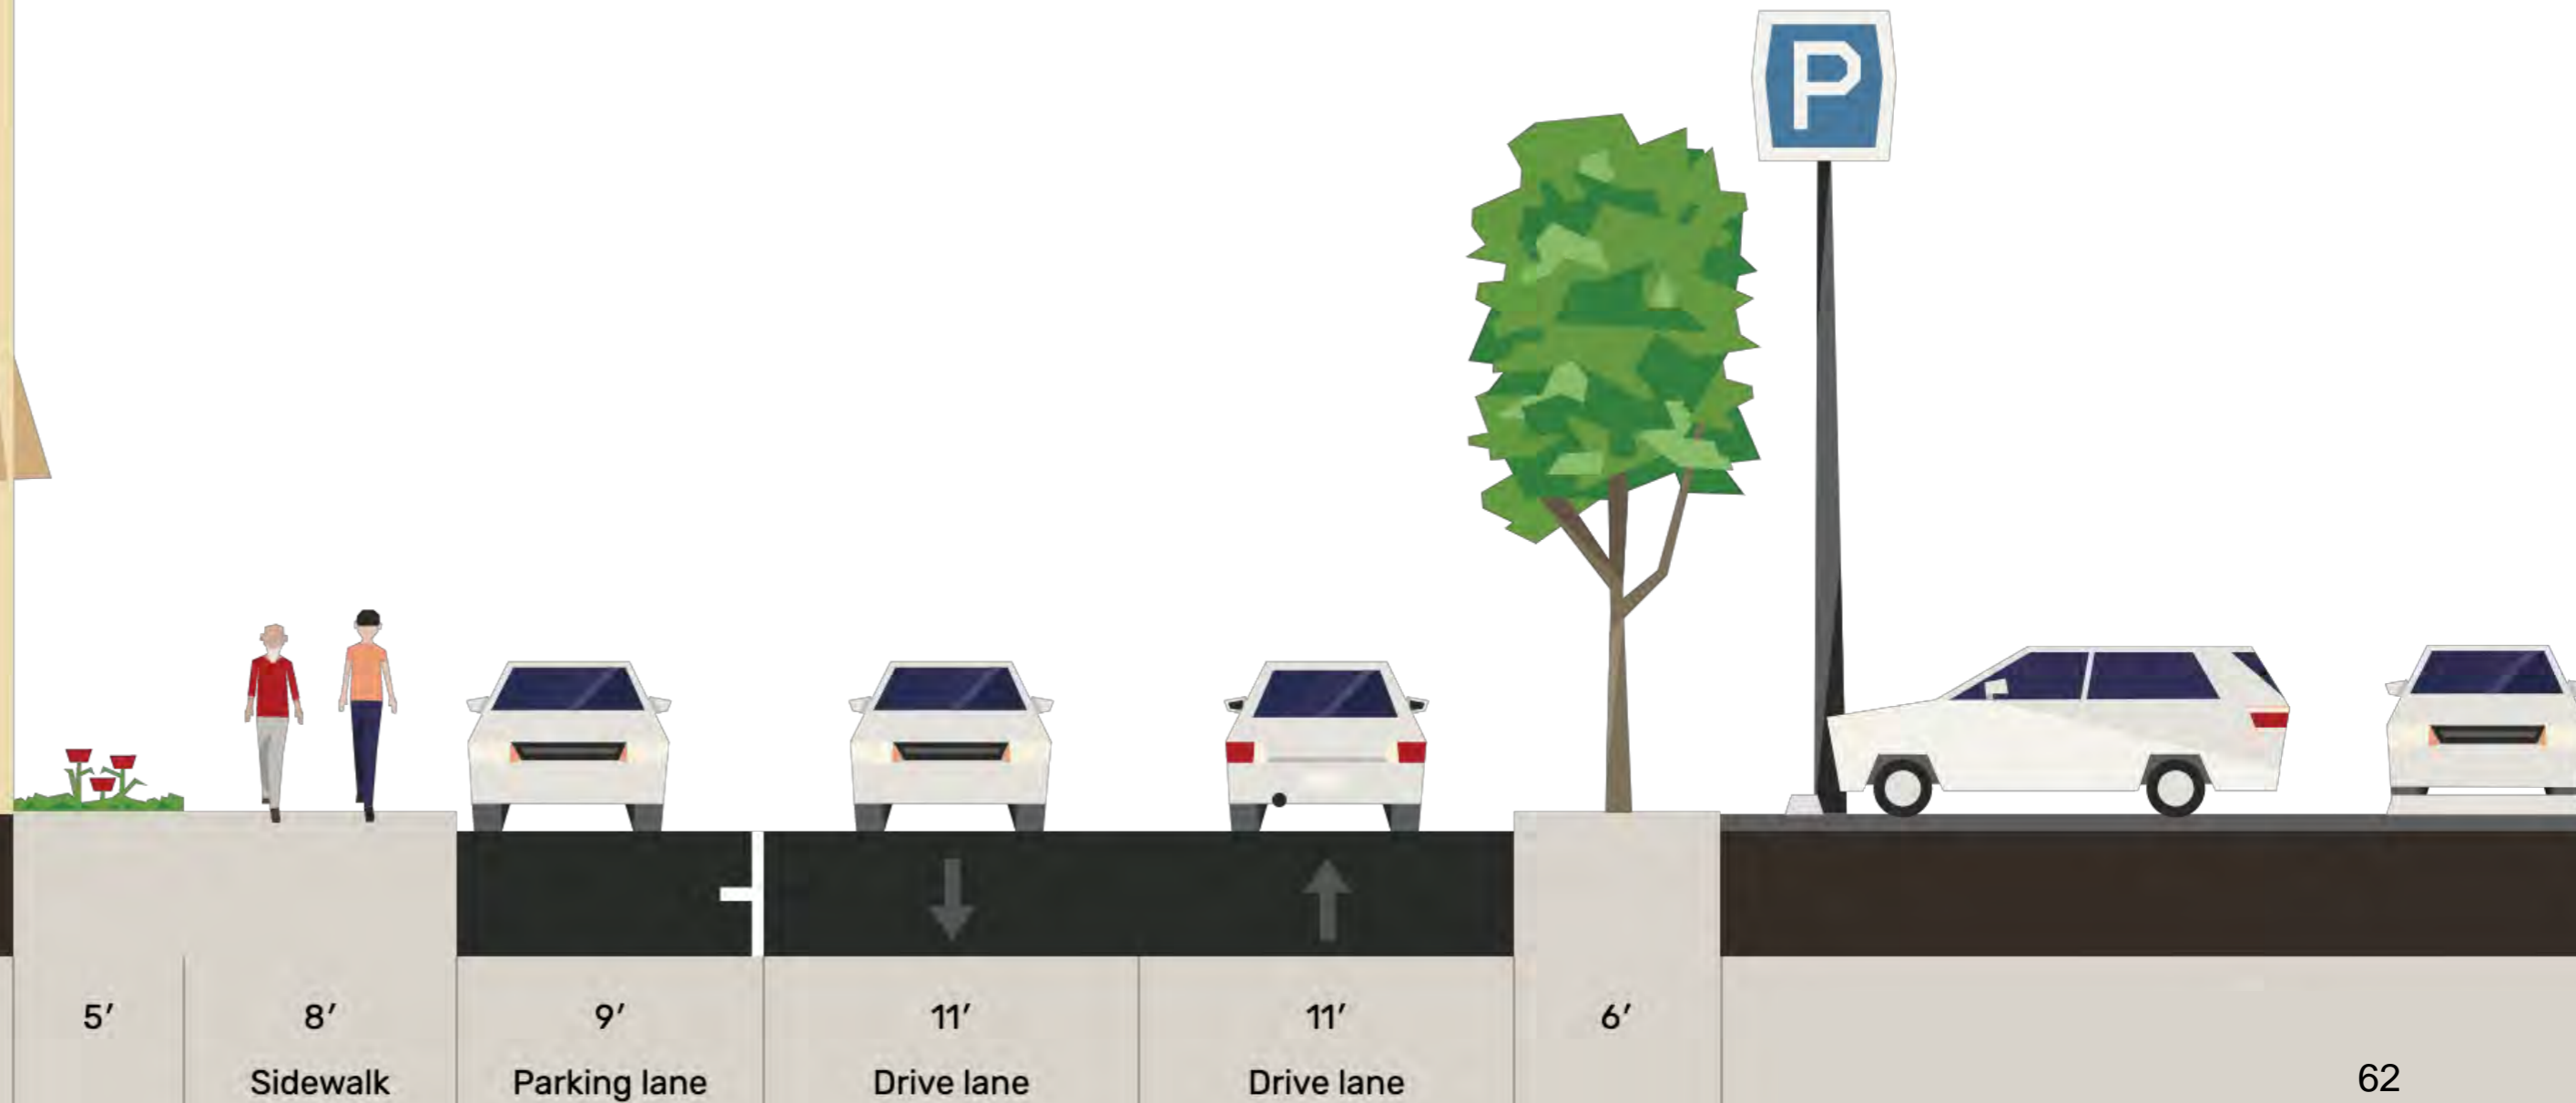 P
5′ 8′ 9′ 11′ 11′ 6′
Sidewalk Parking lane Drive lane Drive lane 62